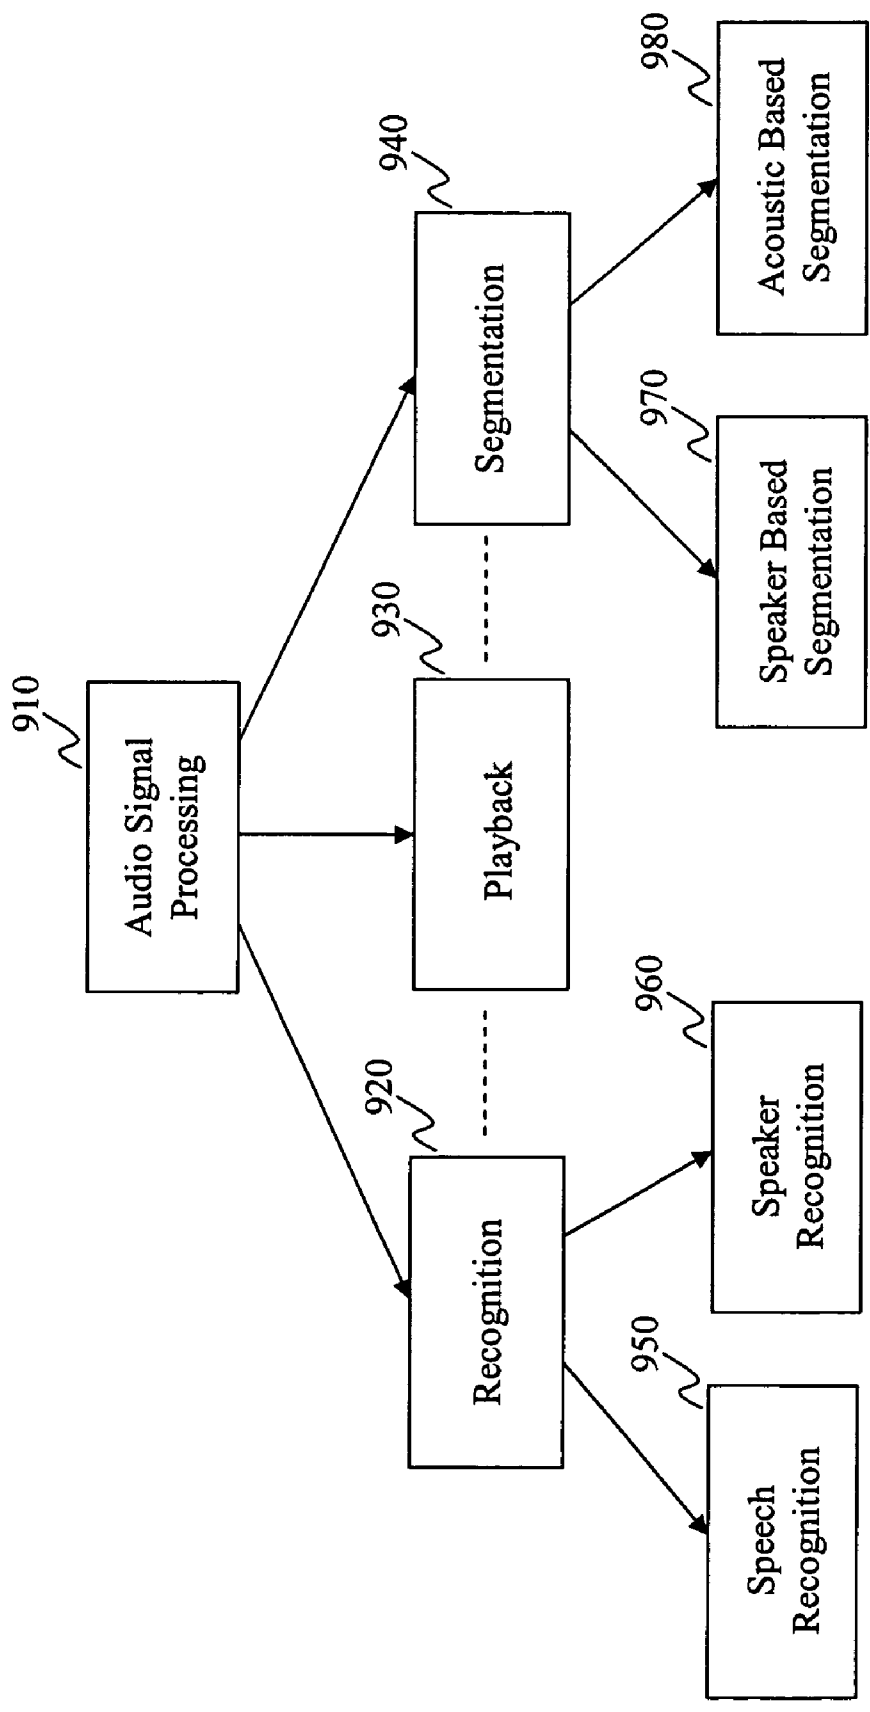 910
Audio Signal
Processing
920
Recognition
930
Playback
940
Segmentation
950
Speech
Recognition
960
Speaker
Recognition
970
Speaker Based
Segmentation
980
Acoustic Based
Segmentation